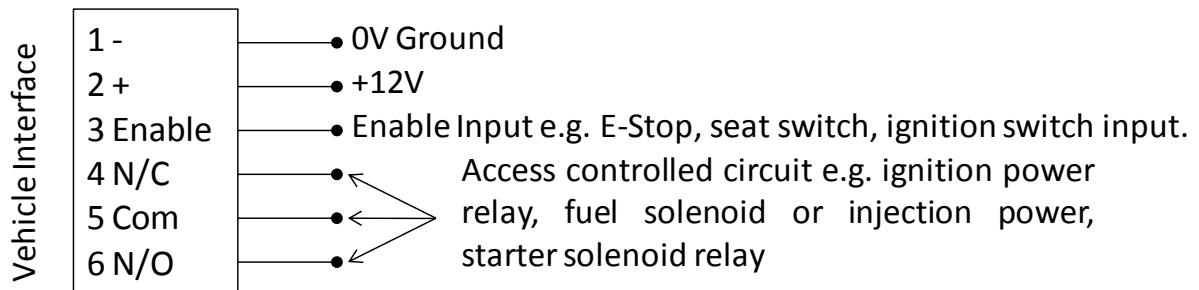 Vehicle Interface
1 -
0V Ground
2 +
+12V
3 Enable
Enable Input e.g. E-Stop, seat switch, ignition switch input.
4 N/C
5 Com
6 N/O
Access controlled circuit e.g. ignition power
relay, fuel solenoid or injection power,
starter solenoid relay